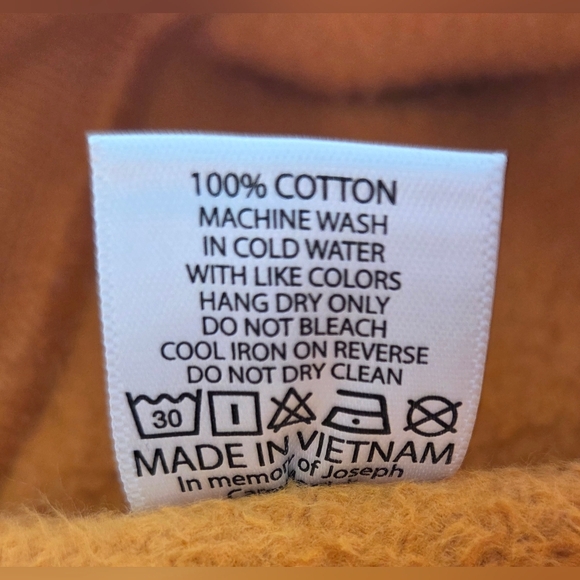 100% COTTON
MACHINE WASH
IN COLD WATER
WITH LIKE COLORS
HANG DRY ONLY
DO NOT BLEACH
COOL IRON ON REVERSE
DO NOT DRY CLEAN
30
MADE IN VIETNAM
In memory of Joseph